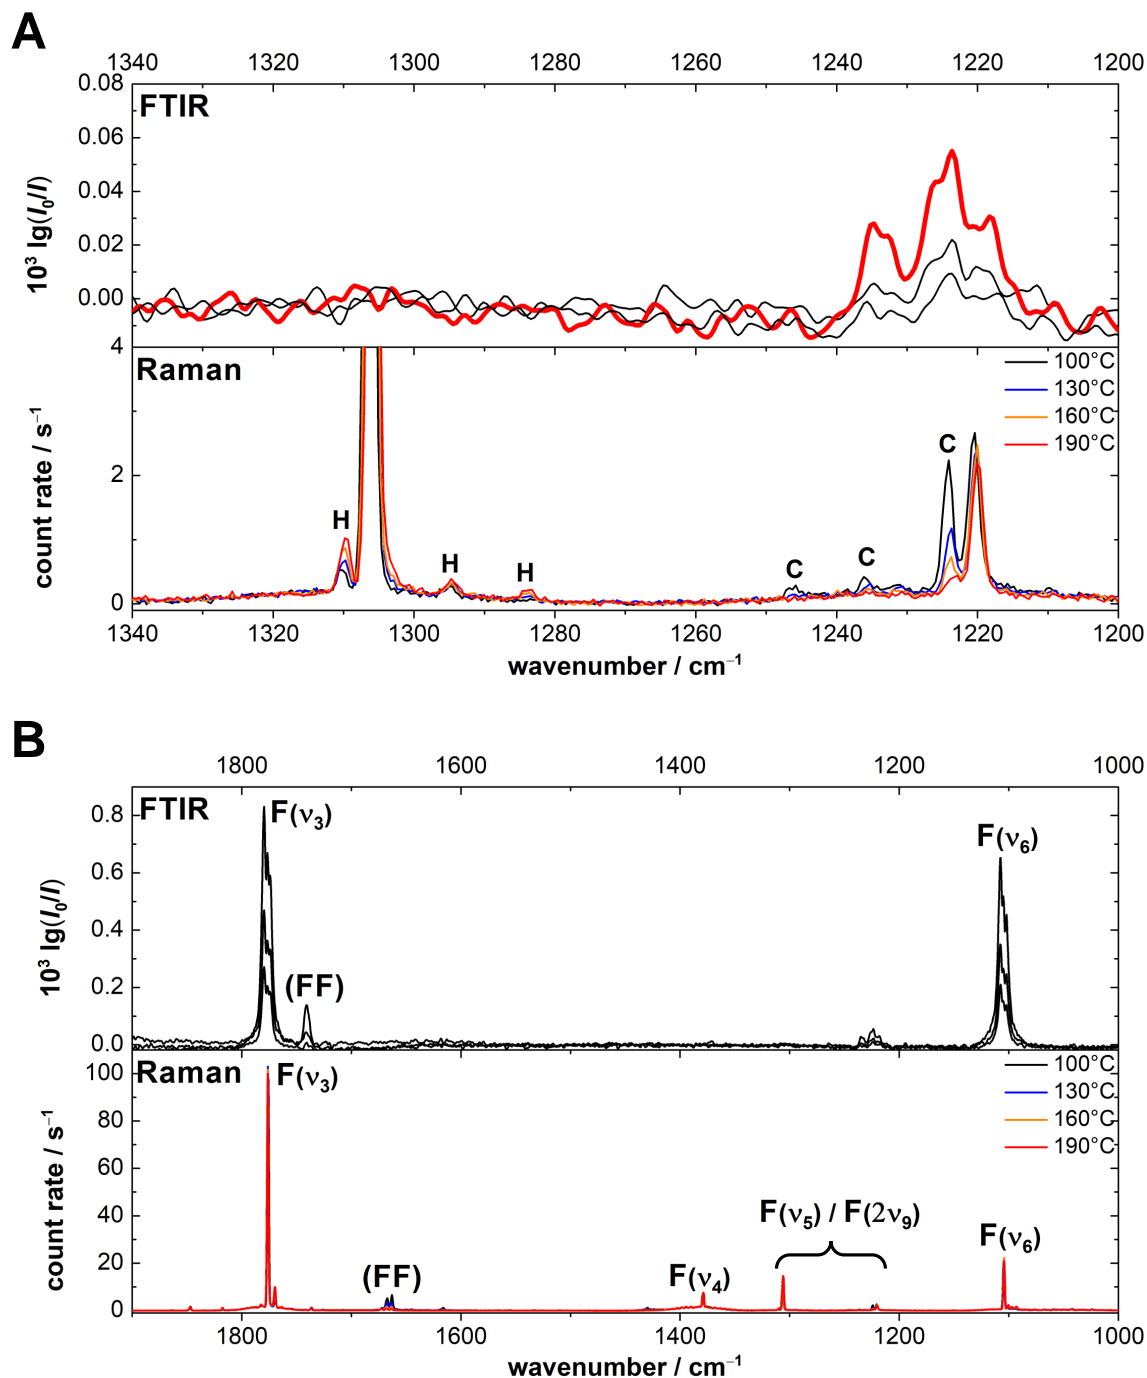 A
1340 1320 1300 1280 1260 1240 1220 1200
FTIR
0.08
0.06
0.04
0.02
0.00
10³ lg(I₀/I)
Raman
4
2
0
count rate / s⁻¹
100°C
130°C
160°C
190°C
H
H
H
C
C
C
1340 1320 1300 1280 1260 1240 1220 1200
wavenumber / cm⁻¹
B
1800 1600 1400 1200 1000
FTIR
0.8
0.6
0.4
0.2
0.0
10³ lg(I₀/I)
F(ν₃)
(FF)
F(ν₆)
Raman
100
80
60
40
20
0
count rate / s⁻¹
F(ν₃)
(FF)
F(ν₄)
F(ν₅) / F(2ν₉)
F(ν₆)
100°C
130°C
160°C
190°C
1800 1600 1400 1200 1000
wavenumber / cm⁻¹